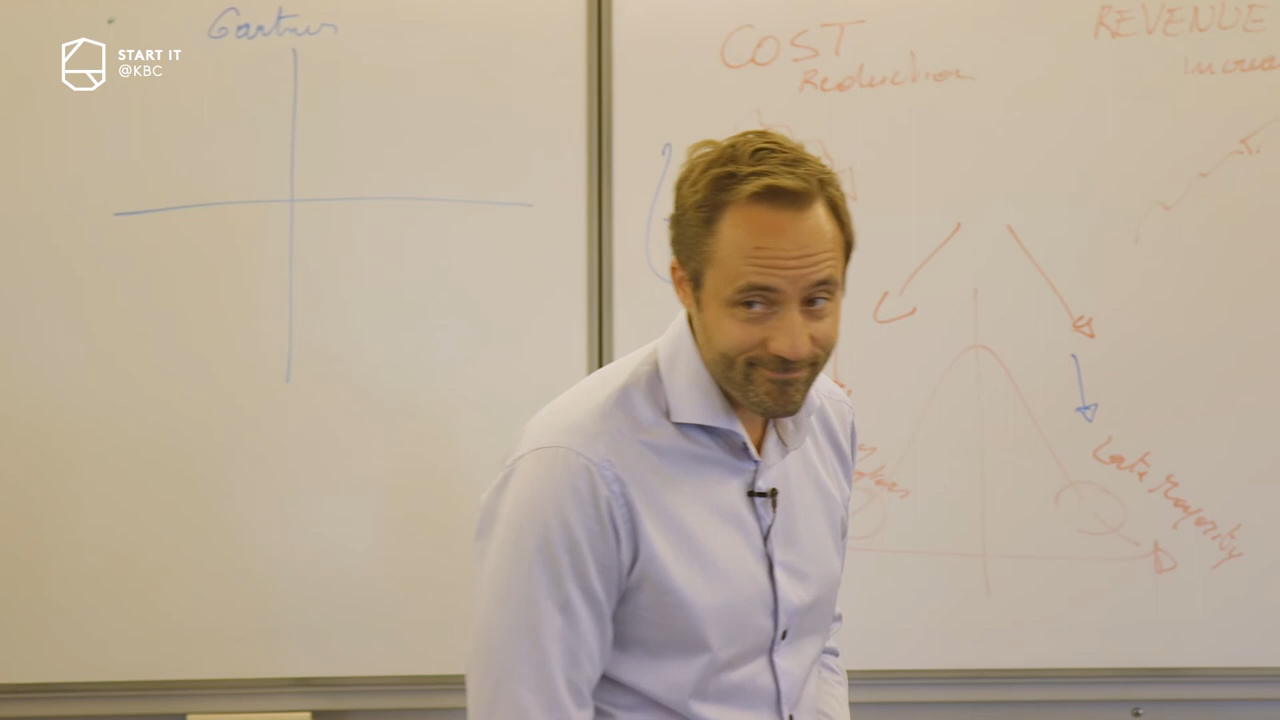 START IT
@KBC
Gartner
COST
Reduction
REVENUE
Late Majority